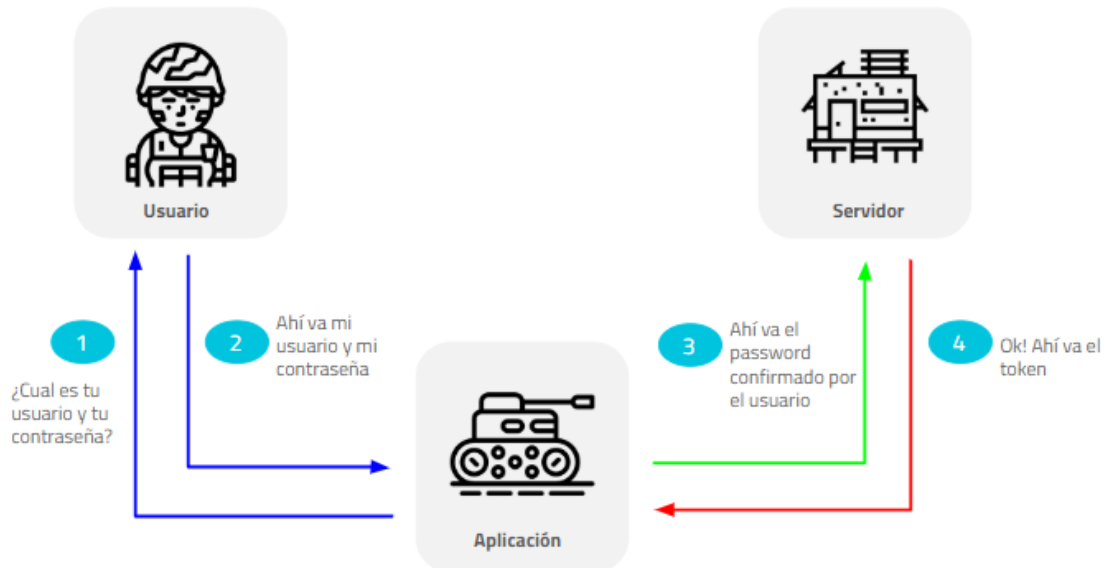 Usuario
Servidor
1
¿Cual es tu
usuario y tu
contraseña?
2
Ahí va mi
usuario y mi
contraseña
3
Ahí va el
password
confirmado por
el usuario
4
Ok! Ahí va el
token
Aplicación